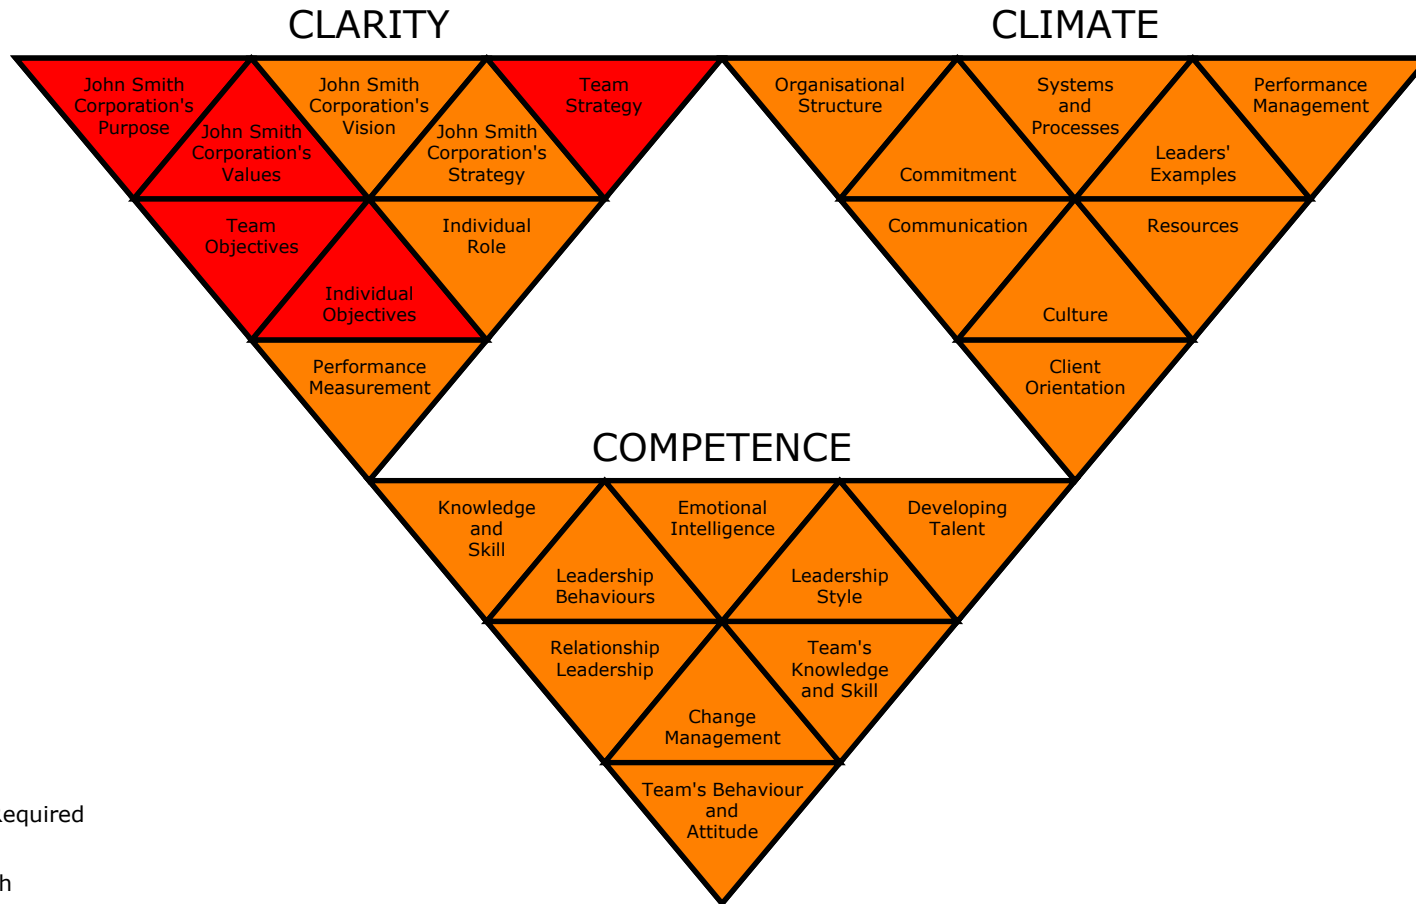 CLARITY
CLIMATE
John Smith
Corporation's
Purpose
John Smith
Corporation's
Values
John Smith
Corporation's
Vision
John Smith
Corporation's
Strategy
Team
Strategy
Team
Objectives
Individual
Objectives
Individual
Role
Performance
Measurement
Organisational
Structure
Commitment
Systems
and
Processes
Leaders'
Examples
Performance
Management
Communication
Culture
Resources
Client
Orientation
COMPETENCE
Knowledge
and
Skill
Leadership
Behaviours
Emotional
Intelligence
Leadership
Style
Developing
Talent
Relationship
Leadership
Change
Management
Team's
Knowledge
and Skill
Team's Behaviour
and
Attitude
Required